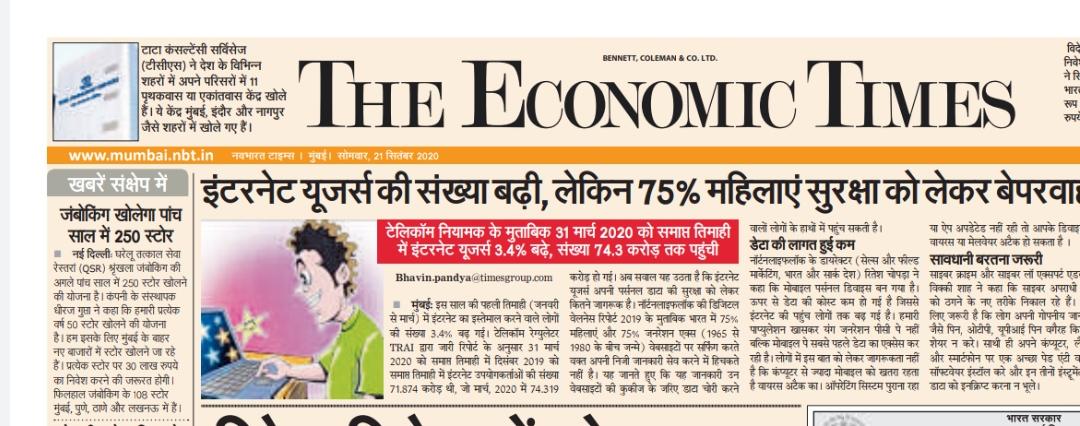 टाटा कंसल्टेंसी सर्विसेज
(टीसीएस) ने देश के विभिन्न
शहरों में अपने परिसरों में 11
पृथकवास या एकांतवास केंद्र खोले
हैं। ये केंद्र मुंबई, इंदौर और नागपुर
जैसे शहरों में खोले गए हैं।
BENNETT, COLEMAN & CO. LTD.
THE ECONOMIC TIMES
विदे
निवे
ने रि
भार
रूप
रुपये
www.mumbai.nbt.in नवभारत टाइम्स । मुंबई। सोमवार, 21 सितंबर 2020
खबरें संक्षेप में
जंबोकिंग खोलेगा पांच
साल में 250 स्टोर
नई दिल्ली: घरेलू तत्काल सेवा
रेस्तरां (QSR) श्रृंखला जंबोकिंग की
अगले पांच साल में 250 स्टोर खोलने
की योजना है। कंपनी के संस्थापक
धीरज गुप्ता ने कहा कि हमारी प्रत्येक
वर्ष 50 स्टोर खोलने की योजना
है। हम इसके लिए मुंबई के बाहर
नए बाजारों में स्टोर खोलने जा रहे
हैं। प्रत्येक स्टोर पर 30 लाख रुपये
का निवेश करने की जरूरत होगी।
फिलहाल जंबोकिंग के 108 स्टोर
मुंबई, पुणे, ठाणे और लखनऊ में हैं।
इंटरनेट यूजर्स की संख्या बढ़ी, लेकिन 75% महिलाएं सुरक्षा को लेकर बेपरवाह
टेलिकॉम नियामक के मुताबिक 31 मार्च 2020 को समाप्त तिमाही
में इंटरनेट यूजर्स 3.4% बढ़े, संख्या 74.3 करोड़ तक पहुंची
Bhavin.pandya@timesgroup.com
मुंबई: इस साल की पहली तिमाही (जनवरी
से मार्च) में इंटरनेट का इस्तेमाल करने वाले लोगों
की संख्या 3.4% बढ़ गई। टेलिकॉम रेग्युलेटर
TRAI द्वारा जारी रिपोर्ट के अनुसार 31 मार्च
2020 को समाप्त तिमाही में दिसंबर 2019 को
समाप्त तिमाही में इंटरनेट उपयोगकर्ताओं की संख्या
71.874 करोड़ थी, जो मार्च, 2020 में 74.319
करोड़ हो गई। अब सवाल यह उठता है कि इंटरनेट
यूजर्स अपनी पर्सनल डाटा की सुरक्षा को लेकर
कितने जागरूक है। नॉर्टनलाइफलॉक की डिजिटल
वेलनेस रिपोर्ट 2019 के मुताबिक भारत में 75%
महिलाएं और 75% जनरेशन एक्स (1965 से
1980 के बीच जन्मे) वेबसाइटों पर सर्फिंग करते
वक्त अपनी निजी जानकारी सेव करने में हिचकते
नहीं है। यह जानते हुए कि यह जानकारी उन
वेबसाइटों की कुकीज के जरिए डाटा चोरी करने
वालों लोगों के हाथों में पहुंच सकती है।
डेटा की लागत हुई कम
नॉर्टनलाइफलॉक के डायरेक्टर (सेल्स और फील्ड
मार्केटिंग, भारत और सार्क देश) रितेश चोपड़ा ने
कहा कि मोबाइल पर्सनल डिवाइस बन गया है।
ऊपर से डेटा की कोस्ट कम हो गई है जिससे
इंटरनेट की पहुंच लोगों तक बढ़ गई है। हमारी
पाप्युलेशन खासकर यंग जनरेशन पीसी पे नहीं
बल्कि मोबाइल पे सबसे पहले डेटा का एक्सेस कर
रही है। लोगों में इस बात को लेकर जागरूकता नहीं
है कि कंप्यूटर से ज्यादा मोबाइल को खतरा रहता
है वायरस अटैक का। ऑपरेटिंग सिस्टम पुराना रहा
या ऐप अपडेटेड नहीं रही तो आपके डिवाइ
वायरस या मेलवेयर अटैक हो सकता है ।
सावधानी बरतना जरूरी
साइबर क्राइम और साइबर लॉ एक्सपर्ट एड
विक्की शाह ने कहा कि साइबर अपराधी
को ठगने के नए तरीके निकाल रहे हैं।
लिए जरूरी है कि लोग अपनी गोपनीय जान
जैसे पिन, ओटीपी, यूपीआई पिन वगैरह कि
शेयर न करे। साथ ही अपने कंप्यूटर, लै
और स्मार्टफोन पर एक अच्छा पेड एंटी व
सॉफ्टवेयर इंस्टॉल करे और इन तीनों डिवाइ
डाटा को इनक्रिप्ट करना न भूले।
भारत सरकार